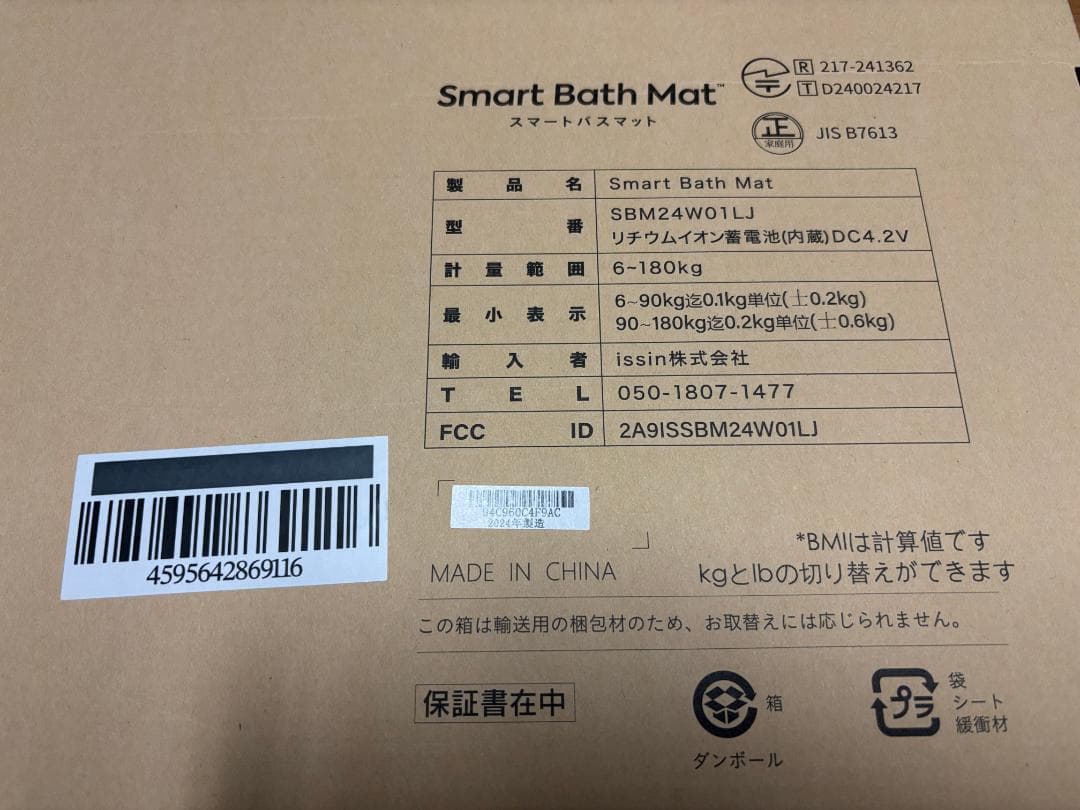 Smart Bath Mat™
スマートバスマット
R 217-241362
T D240024217
正
家庭用
JIS B7613
製品名 Smart Bath Mat
型番 SBM24W01LJ
リチウムイオン蓄電池(内蔵)DC4.2V
計量範囲 6~180kg
最小表示 6~90kg迄0.1kg単位(±0.2kg)
90~180kg迄0.2kg単位(±0.6kg)
輸入者 issin株式会社
TEL 050-1807-1477
FCC ID 2A9ISSBM24W01LJ
94C960C4F9AC
2024年製造
4595642869116
*BMIは計算値です
MADE IN CHINA
kgとlbの切り替えができます
この箱は輸送用の梱包材のため、お取替えには応じられません。
保証書在中
箱
ダンボール
プラ
袋
シート
緩衝材